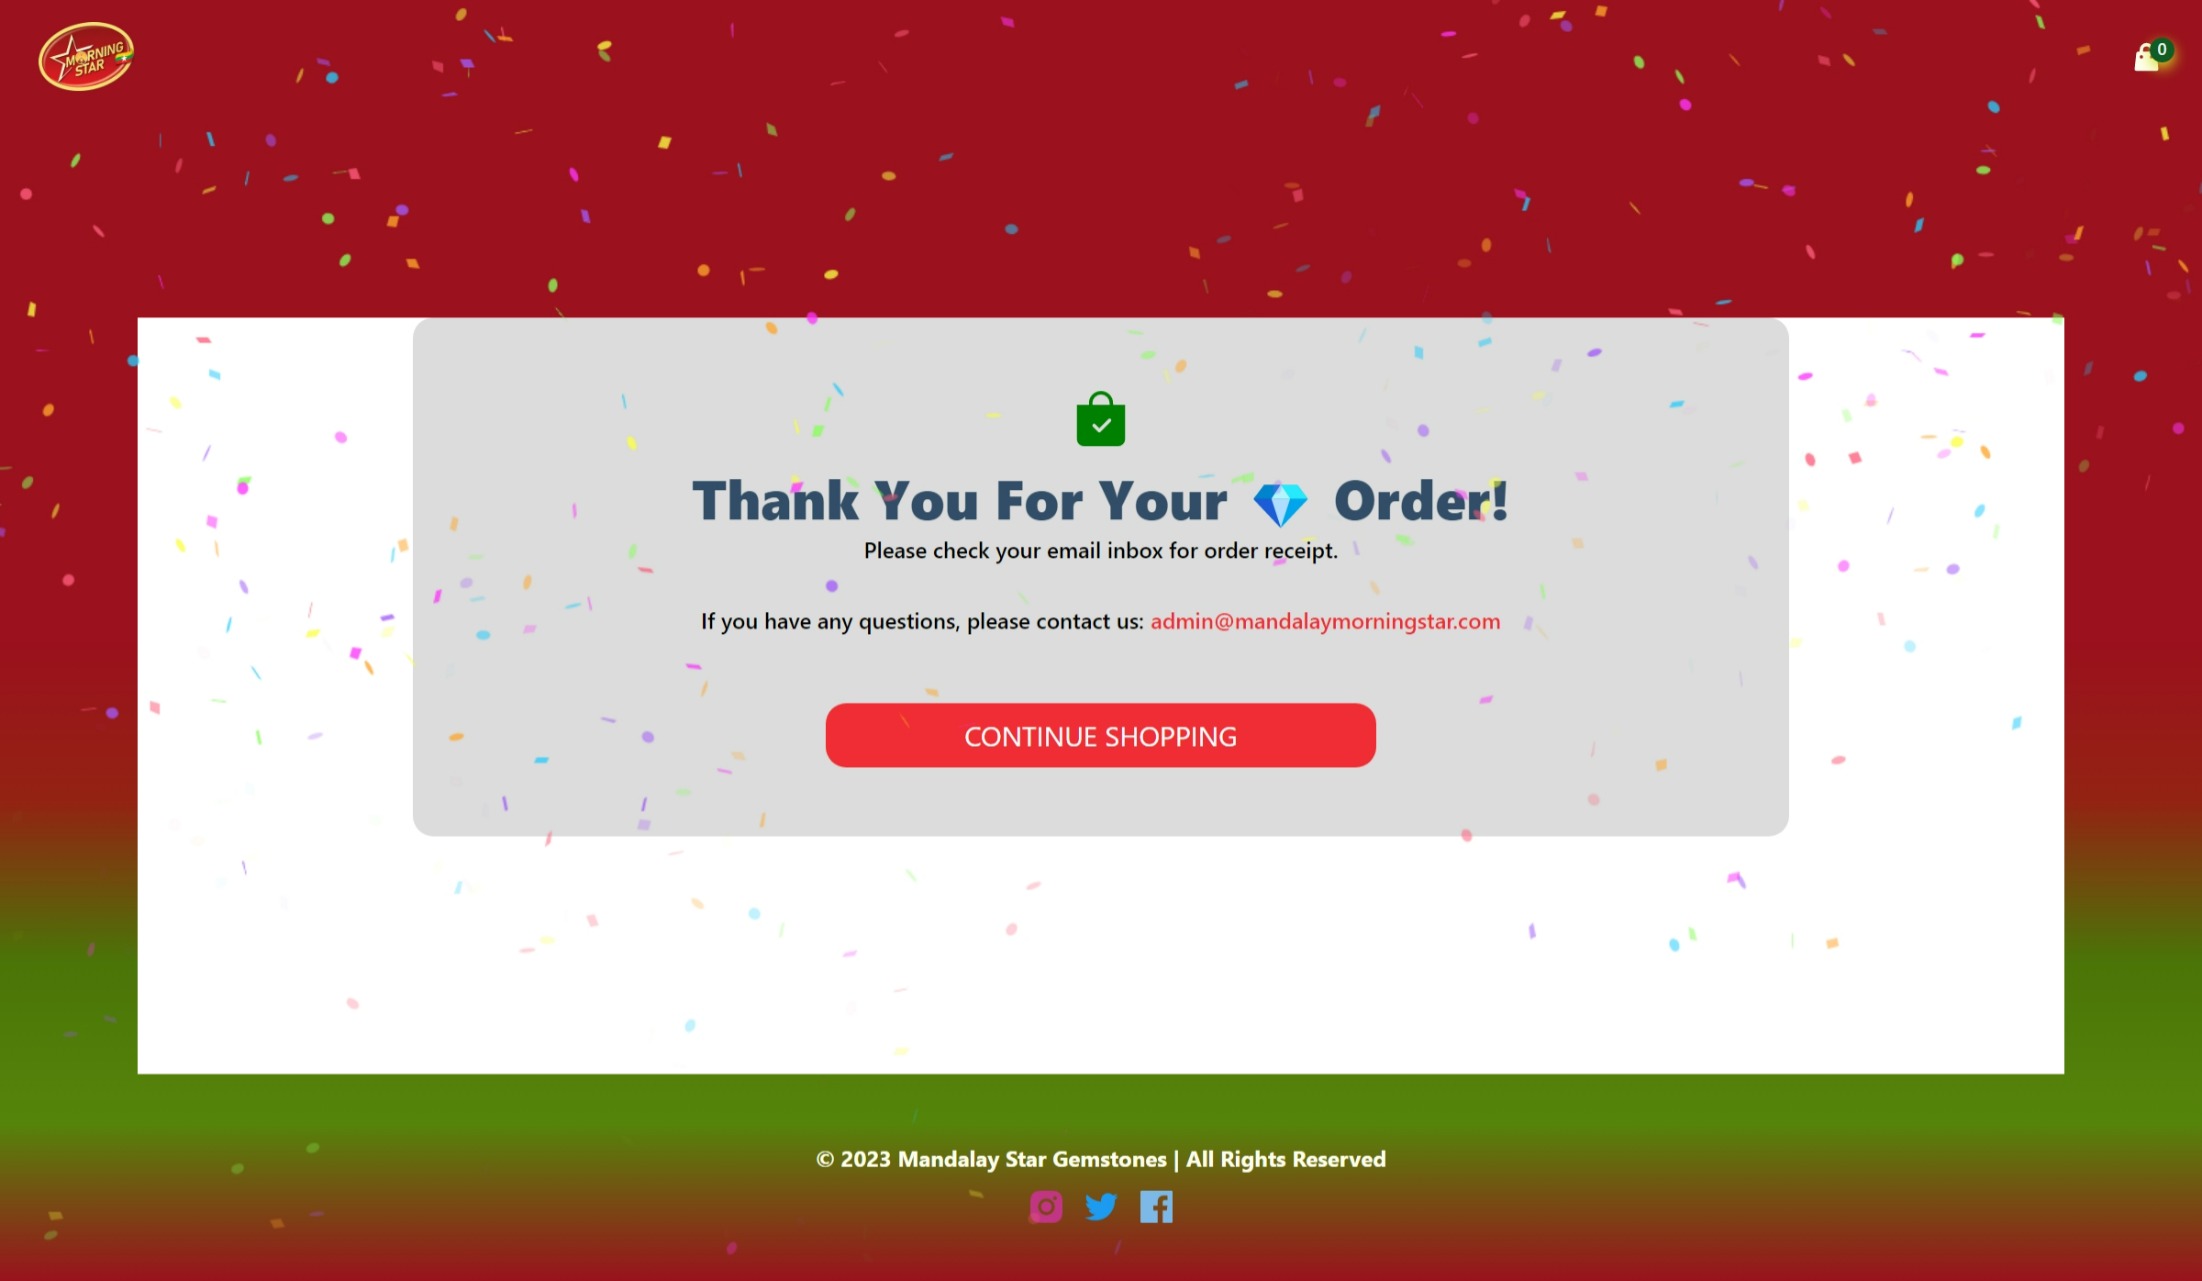 MORNING
STAR
0
Thank You For Your 💎 Order!
Please check your email inbox for order receipt.
If you have any questions, please contact us: admin@mandalaymorningstar.com
CONTINUE SHOPPING
© 2023 Mandalay Star Gemstones | All Rights Reserved